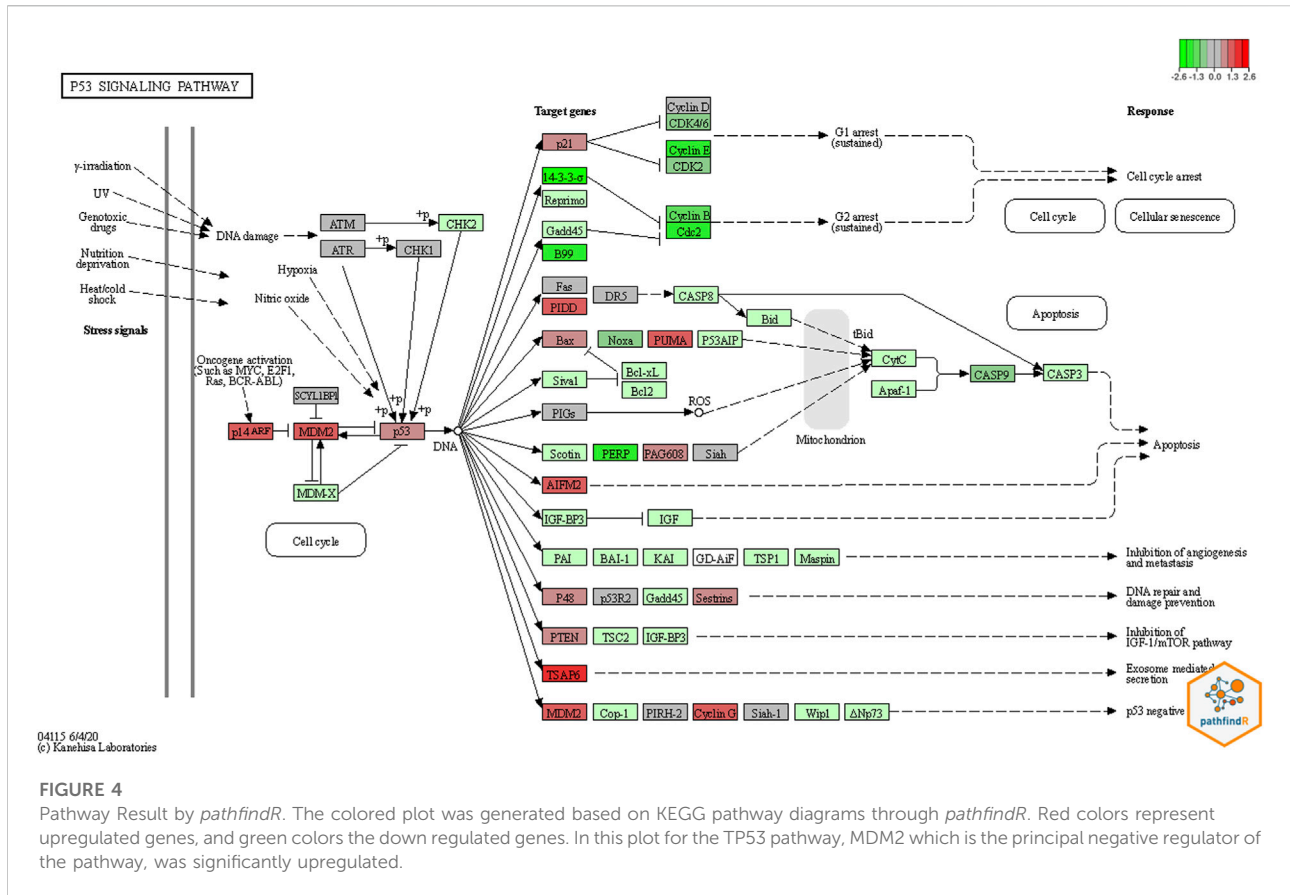 -2.6 -1.3 0.0 1.3 2.6
P53 SIGNALING PATHWAY
Target genes
Response
γ-irradiation
UV
Genotoxic
drugs
Nutrition
deprivation
Heat/cold
shock
Stress signals
DNA damage
ATM
+p
CHK2
ATR
+p
CHK1
Hypoxia
Nitric oxide
Oncogene activation
(Such as MYC, E2F1,
Ras, BCR-ABL)
SCYL1BP1
+p
+p
+p
p14ARF
MDM2
p53
DNA
MDM-X
Cell cycle
p21
Cyclin D
CDK4/6
Cyclin E
CDK2
G1 arrest
(sustained)
14-3-3-σ
Reprimo
Gadd45
B99
Cyclin B
Cdc2
G2 arrest
(sustained)
Cell cycle arrest
Cell cycle
Cellular senescence
Fas
PIDD
DR5
CASP8
Bid
tBid
Apoptosis
Bax
Noxa
PUMA
P53AIP
CytC
Siva1
Bcl-xL
Bcl2
Apaf-1
CASP9
CASP3
PIGs
ROS
Mitochondrion
Scotin
PERP
PAG608
Siah
Apoptosis
AIFM2
IGF-BP3
IGF
PAI
BAI-1
KAI
GD-AiF
TSP1
Maspin
Inhibition of angiogenesis
and metastasis
P48
p53R2
Gadd45
Sestrins
DNA repair and
damage prevention
PTEN
TSC2
IGF-BP3
Inhibition of
IGF-1/mTOR pathway
TSAP6
Exosome mediated
secretion
MDM2
Cop-1
PIRH-2
Cyclin G
Siah-1
Wip1
ΔNp73
p53 negative
pathfindR
04115 6/4/20
(c) Kanehisa Laboratories
FIGURE 4
Pathway Result by pathfindR. The colored plot was generated based on KEGG pathway diagrams through pathfindR. Red colors represent
upregulated genes, and green colors the down regulated genes. In this plot for the TP53 pathway, MDM2 which is the principal negative regulator of
the pathway, was significantly upregulated.